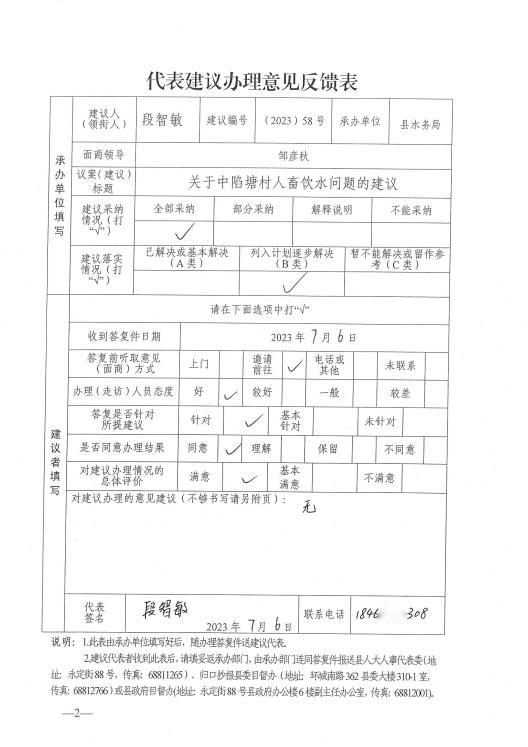 代表建议办理意见反馈表
承办单位填写
建议人（领衔人） 段智敏 建议编号 （2023）58号 承办单位 县水务局
面商领导 邹彦秋
议案（建议）标题 关于中陷塘村人畜饮水问题的建议
建议采纳情况（打“√”） 全部采纳 部分采纳 解释说明 不能采纳
√
建议落实情况（打“√”） 已解决或基本解决（A类） 列入计划逐步解决（B类） 暂不能解决或留作参考（C类）
√
建议者填写
请在下面选项中打“√”
收到答复件日期 2023年7月6日
答复前听取意见（面商）方式 上门 邀请前往 √ 电话或其他 未联系
办理（走访）人员态度 好 √ 较好 一般 较差
答复是否针对所提建议 针对 √ 基本针对 未针对
是否同意办理结果 同意 √ 理解 保留 不同意
对建议办理情况的总体评价 满意 √ 基本满意 不满意
对建议办理的意见建议（不够书写请另附页）：
无
代表签名 段智敏 2023年7月6日 联系电话 1846 308
说明：1.此表由承办单位填写好后，随办理答复件送建议代表。
2.建议代表者收到此表后，请填妥返承办部门，由承办部门连同答复件报送县人大人事代表委（地
址：永定街88号，传真：68811265）、归口抄报县委目督办（地址：环城南路362县委大楼310-1室，
传真：68812766）或县政府目督办(地址：永定街88号县政府办公楼6楼副主任办公室，传真：68812001)。
—2—